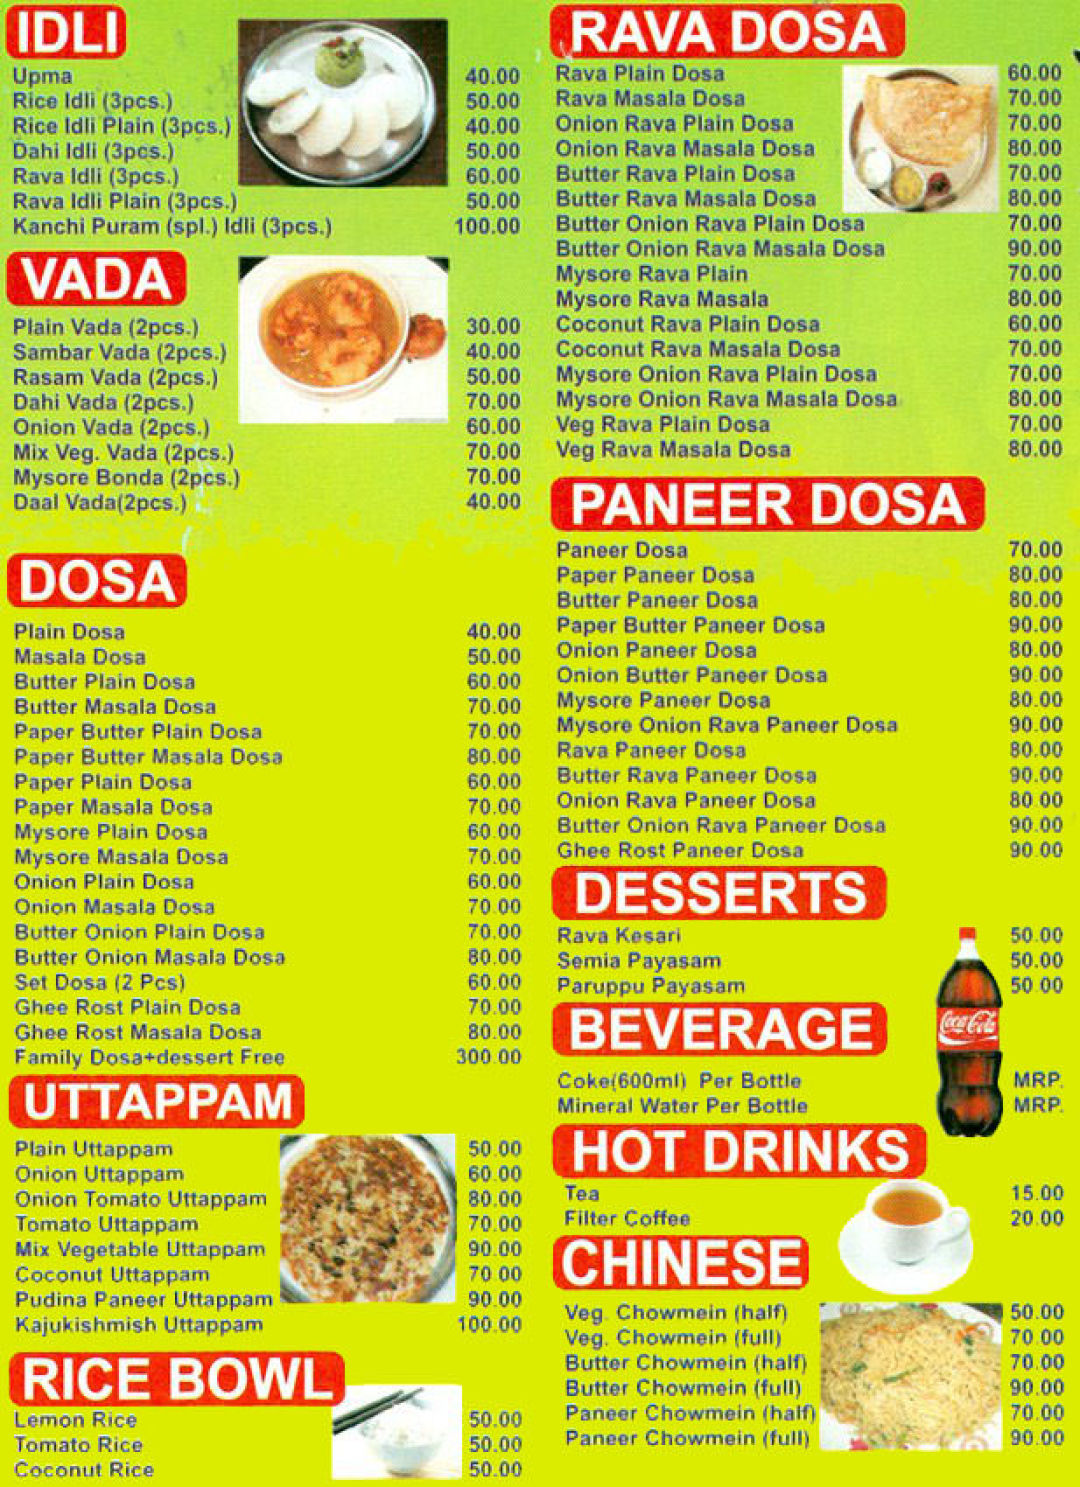 IDLI
Upma 40.00
Rice Idli (3pcs.) 50.00
Rice Idli Plain (3pcs.) 40.00
Dahi Idli (3pcs.) 50.00
Rava Idli (3pcs.) 60.00
Rava Idli Plain (3pcs.) 50.00
Kanchi Puram (spl.) Idli (3pcs.) 100.00
VADA
Plain Vada (2pcs.) 30.00
Sambar Vada (2pcs.) 40.00
Rasam Vada (2pcs.) 50.00
Dahi Vada (2pcs.) 70.00
Onion Vada (2pcs.) 60.00
Mix Veg. Vada (2pcs.) 70.00
Mysore Bonda (2pcs.) 70.00
Daal Vada(2pcs.) 40.00
DOSA
Plain Dosa 40.00
Masala Dosa 50.00
Butter Plain Dosa 60.00
Butter Masala Dosa 70.00
Paper Butter Plain Dosa 70.00
Paper Butter Masala Dosa 80.00
Paper Plain Dosa 60.00
Paper Masala Dosa 70.00
Mysore Plain Dosa 60.00
Mysore Masala Dosa 70.00
Onion Plain Dosa 60.00
Onion Masala Dosa 70.00
Butter Onion Plain Dosa 70.00
Butter Onion Masala Dosa 80.00
Set Dosa (2 Pcs) 60.00
Ghee Rost Plain Dosa 70.00
Ghee Rost Masala Dosa 80.00
Family Dosa+dessert Free 300.00
UTTAPPAM
Plain Uttappam 50.00
Onion Uttappam 60.00
Onion Tomato Uttappam 80.00
Tomato Uttappam 70.00
Mix Vegetable Uttappam 90.00
Coconut Uttappam 70.00
Pudina Paneer Uttappam 90.00
Kajukishmish Uttappam 100.00
RICE BOWL
Lemon Rice 50.00
Tomato Rice 50.00
Coconut Rice 50.00
RAVA DOSA
Rava Plain Dosa 60.00
Rava Masala Dosa 70.00
Onion Rava Plain Dosa 70.00
Onion Rava Masala Dosa 80.00
Butter Rava Plain Dosa 70.00
Butter Rava Masala Dosa 80.00
Butter Onion Rava Plain Dosa 70.00
Butter Onion Rava Masala Dosa 90.00
Mysore Rava Plain 70.00
Mysore Rava Masala 80.00
Coconut Rava Plain Dosa 60.00
Coconut Rava Masala Dosa 70.00
Mysore Onion Rava Plain Dosa 70.00
Mysore Onion Rava Masala Dosa 80.00
Veg Rava Plain Dosa 70.00
Veg Rava Masala Dosa 80.00
PANEER DOSA
Paneer Dosa 70.00
Paper Paneer Dosa 80.00
Butter Paneer Dosa 80.00
Paper Butter Paneer Dosa 90.00
Onion Paneer Dosa 80.00
Onion Butter Paneer Dosa 90.00
Mysore Paneer Dosa 80.00
Mysore Onion Rava Paneer Dosa 90.00
Rava Paneer Dosa 80.00
Butter Rava Paneer Dosa 90.00
Onion Rava Paneer Dosa 80.00
Butter Onion Rava Paneer Dosa 90.00
Ghee Rost Paneer Dosa 90.00
DESSERTS
Rava Kesari 50.00
Semia Payasam 50.00
Paruppu Payasam 50.00
Coca-Cola
BEVERAGE
Coke(600ml) Per Bottle MRP.
Mineral Water Per Bottle MRP.
HOT DRINKS
Tea 15.00
Filter Coffee 20.00
CHINESE
Veg. Chowmein (half) 50.00
Veg. Chowmein (full) 70.00
Butter Chowmein (half) 70.00
Butter Chowmein (full) 90.00
Paneer Chowmein (half) 70.00
Paneer Chowmein (full) 90.00